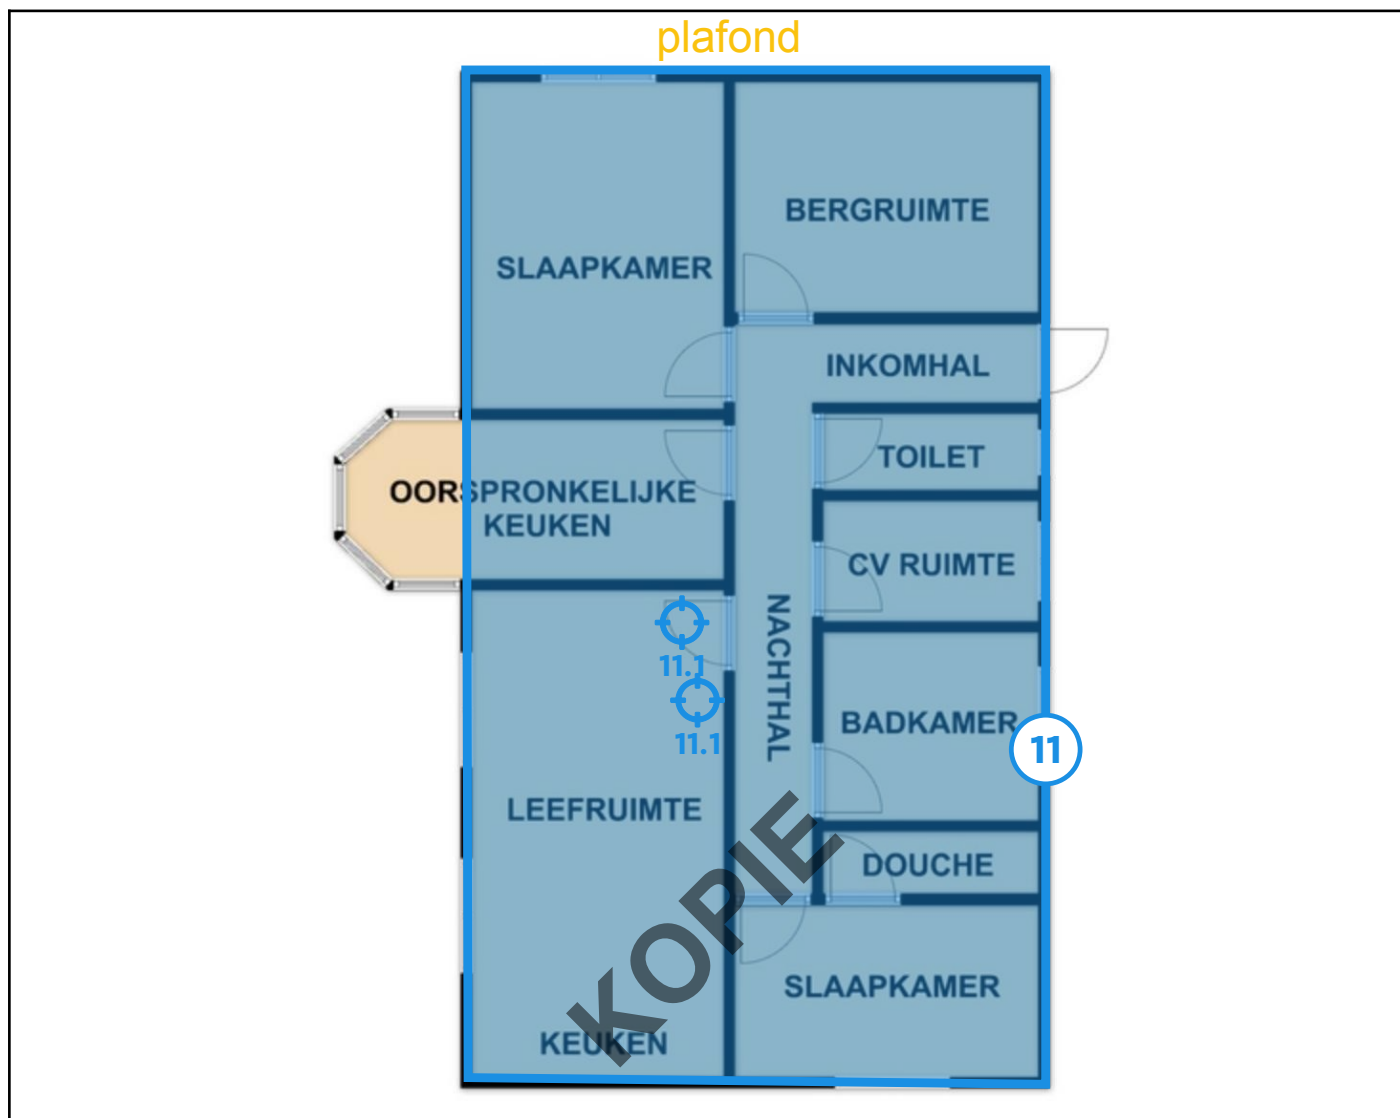 plafond
BERGRUIMTE
SLAAPKAMER
INKOMHAL
TOILET
OORSPRONKELIJKE
KEUKEN
CV RUIMTE
NACHTHAL
11.1
11.1
BADKAMER
11
LEEFRUIMTE
DOUCHE
KOPIE
SLAAPKAMER
KEUKEN